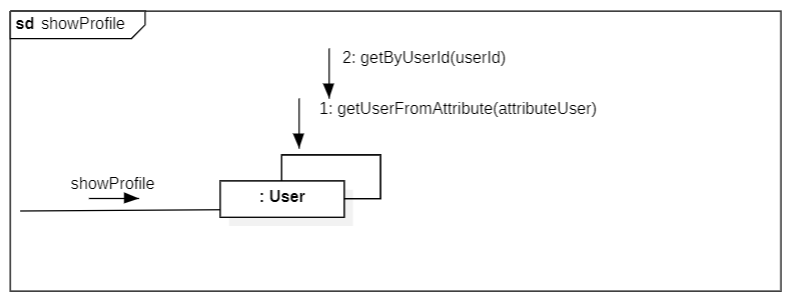 sd showProfile
2: getByUserId(userId)
1: getUserFromAttribute(attributeUser)
showProfile
: User